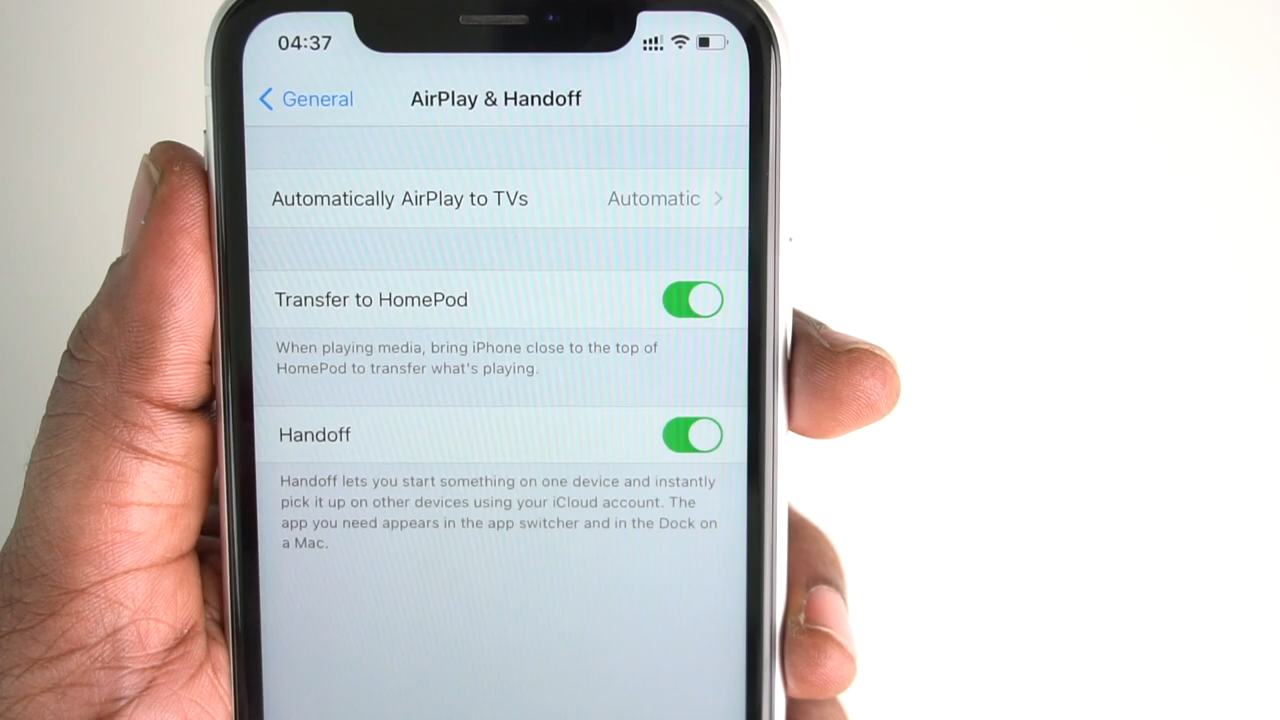 04:37
General
AirPlay & Handoff
Automatically AirPlay to TVs Automatic
Transfer to HomePod
When playing media, bring iPhone close to the top of
HomePod to transfer what's playing.
Handoff
Handoff lets you start something on one device and instantly
pick it up on other devices using your iCloud account. The
app you need appears in the app switcher and in the Dock on
a Mac.